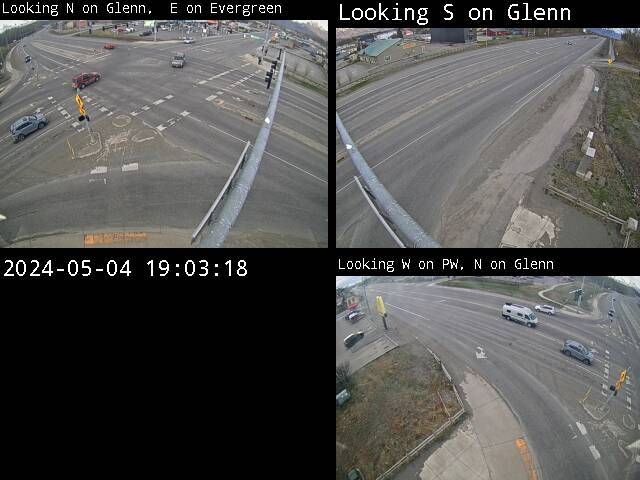 Looking N on Glenn, E on Evergreen
Looking S on Glenn
2024-05-04 19:03:18
Looking W on PW, N on Glenn